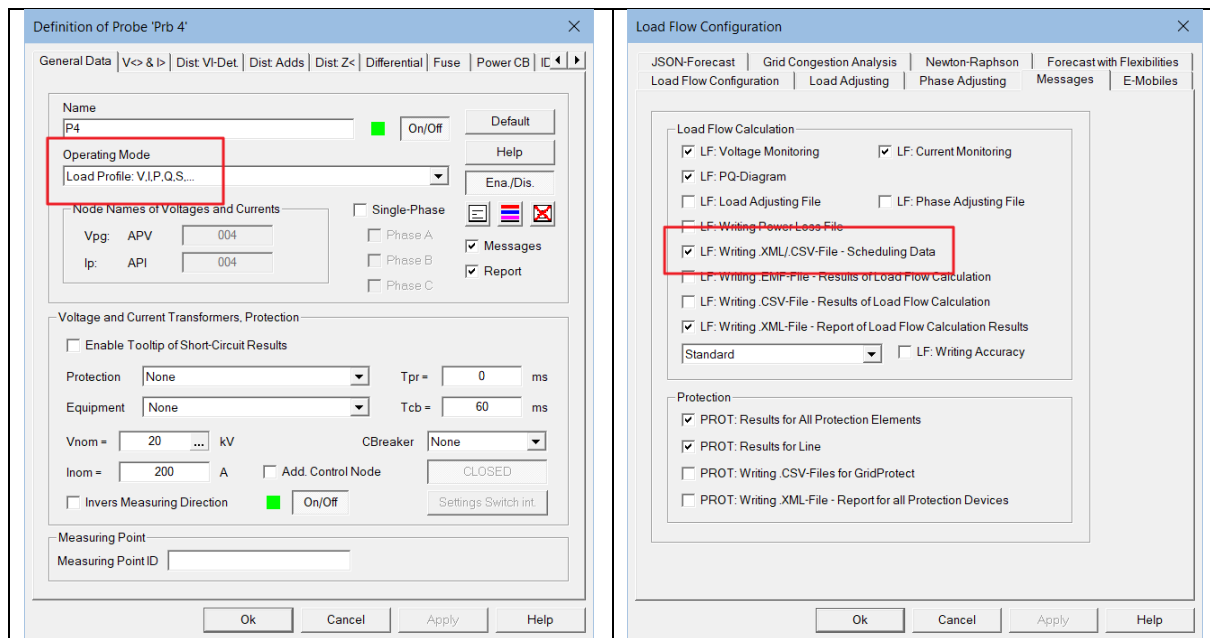 Definition of Probe 'Prb 4'
General Data V<> & I> Dist. VI-Det. Dist. Adds Dist. Z< Differential Fuse Power CB
Name
P4
On/Off
Default
Operating Mode
Help
Load Profile: V,I,P,Q,S,...
Ena./Dis.
Node Names of Voltages and Currents
Single-Phase
Vpg: APV 004
Phase A
Messages
Ip: API 004
Phase B
Report
Phase C
Voltage and Current Transformers, Protection
Enable Tooltip of Short-Circuit Results
Protection None Tpr = 0 ms
Equipment None Tcb = 60 ms
Vnom = 20 ... kV CBreaker None
Inom = 200 A Add. Control Node CLOSED
Invers Measuring Direction On/Off Settings Switch int.
Measuring Point
Measuring Point ID
Ok Cancel Apply Help
Load Flow Configuration
JSON-Forecast Grid Congestion Analysis Newton-Raphson Forecast with Flexibilities
Load Flow Configuration Load Adjusting Phase Adjusting Messages E-Mobiles
Load Flow Calculation
LF: Voltage Monitoring LF: Current Monitoring
LF: PQ-Diagram
LF: Load Adjusting File LF: Phase Adjusting File
LF: Writing Power Loss File
LF: Writing .XML/.CSV-File - Scheduling Data
LF: Writing .EMF-File - Results of Load Flow Calculation
LF: Writing .CSV-File - Results of Load Flow Calculation
LF: Writing .XML-File - Report of Load Flow Calculation Results
Standard LF: Writing Accuracy
Protection
PROT: Results for All Protection Elements
PROT: Results for Line
PROT: Writing .CSV-Files for GridProtect
PROT: Writing .XML-File - Report for all Protection Devices
Ok Cancel Apply Help